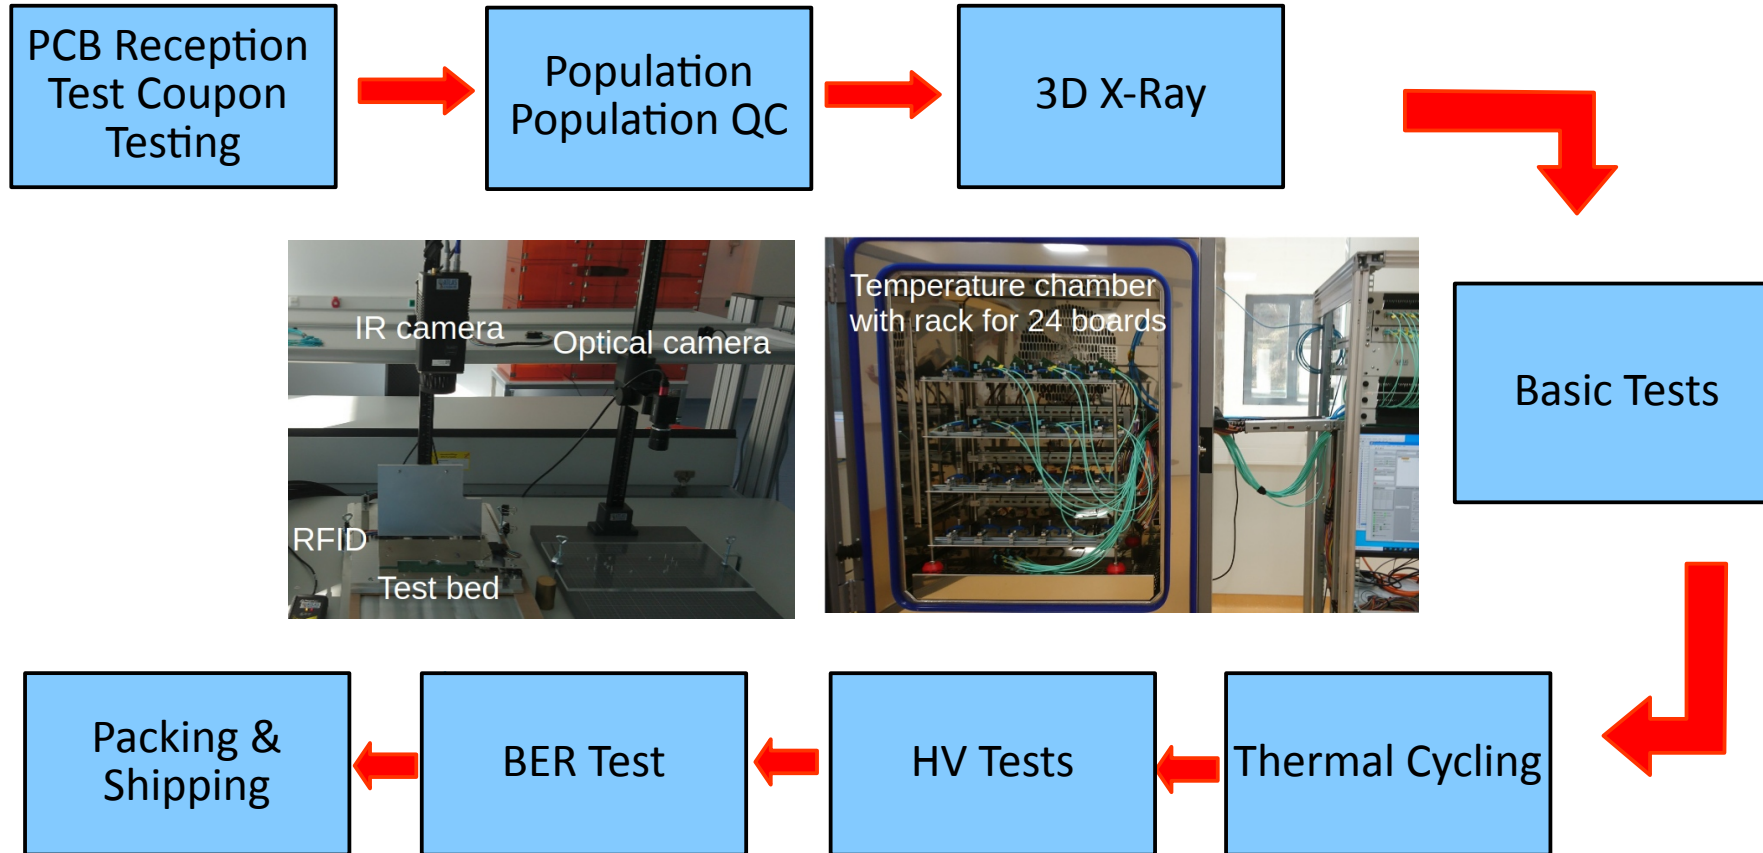 PCB Reception
Test Coupon
Testing
Population
Population QC
3D X-Ray
IR camera
Optical camera
RFID
Test bed
Temperature chamber
with rack for 24 boards
Basic Tests
Packing &
Shipping
BER Test
HV Tests
Thermal Cycling